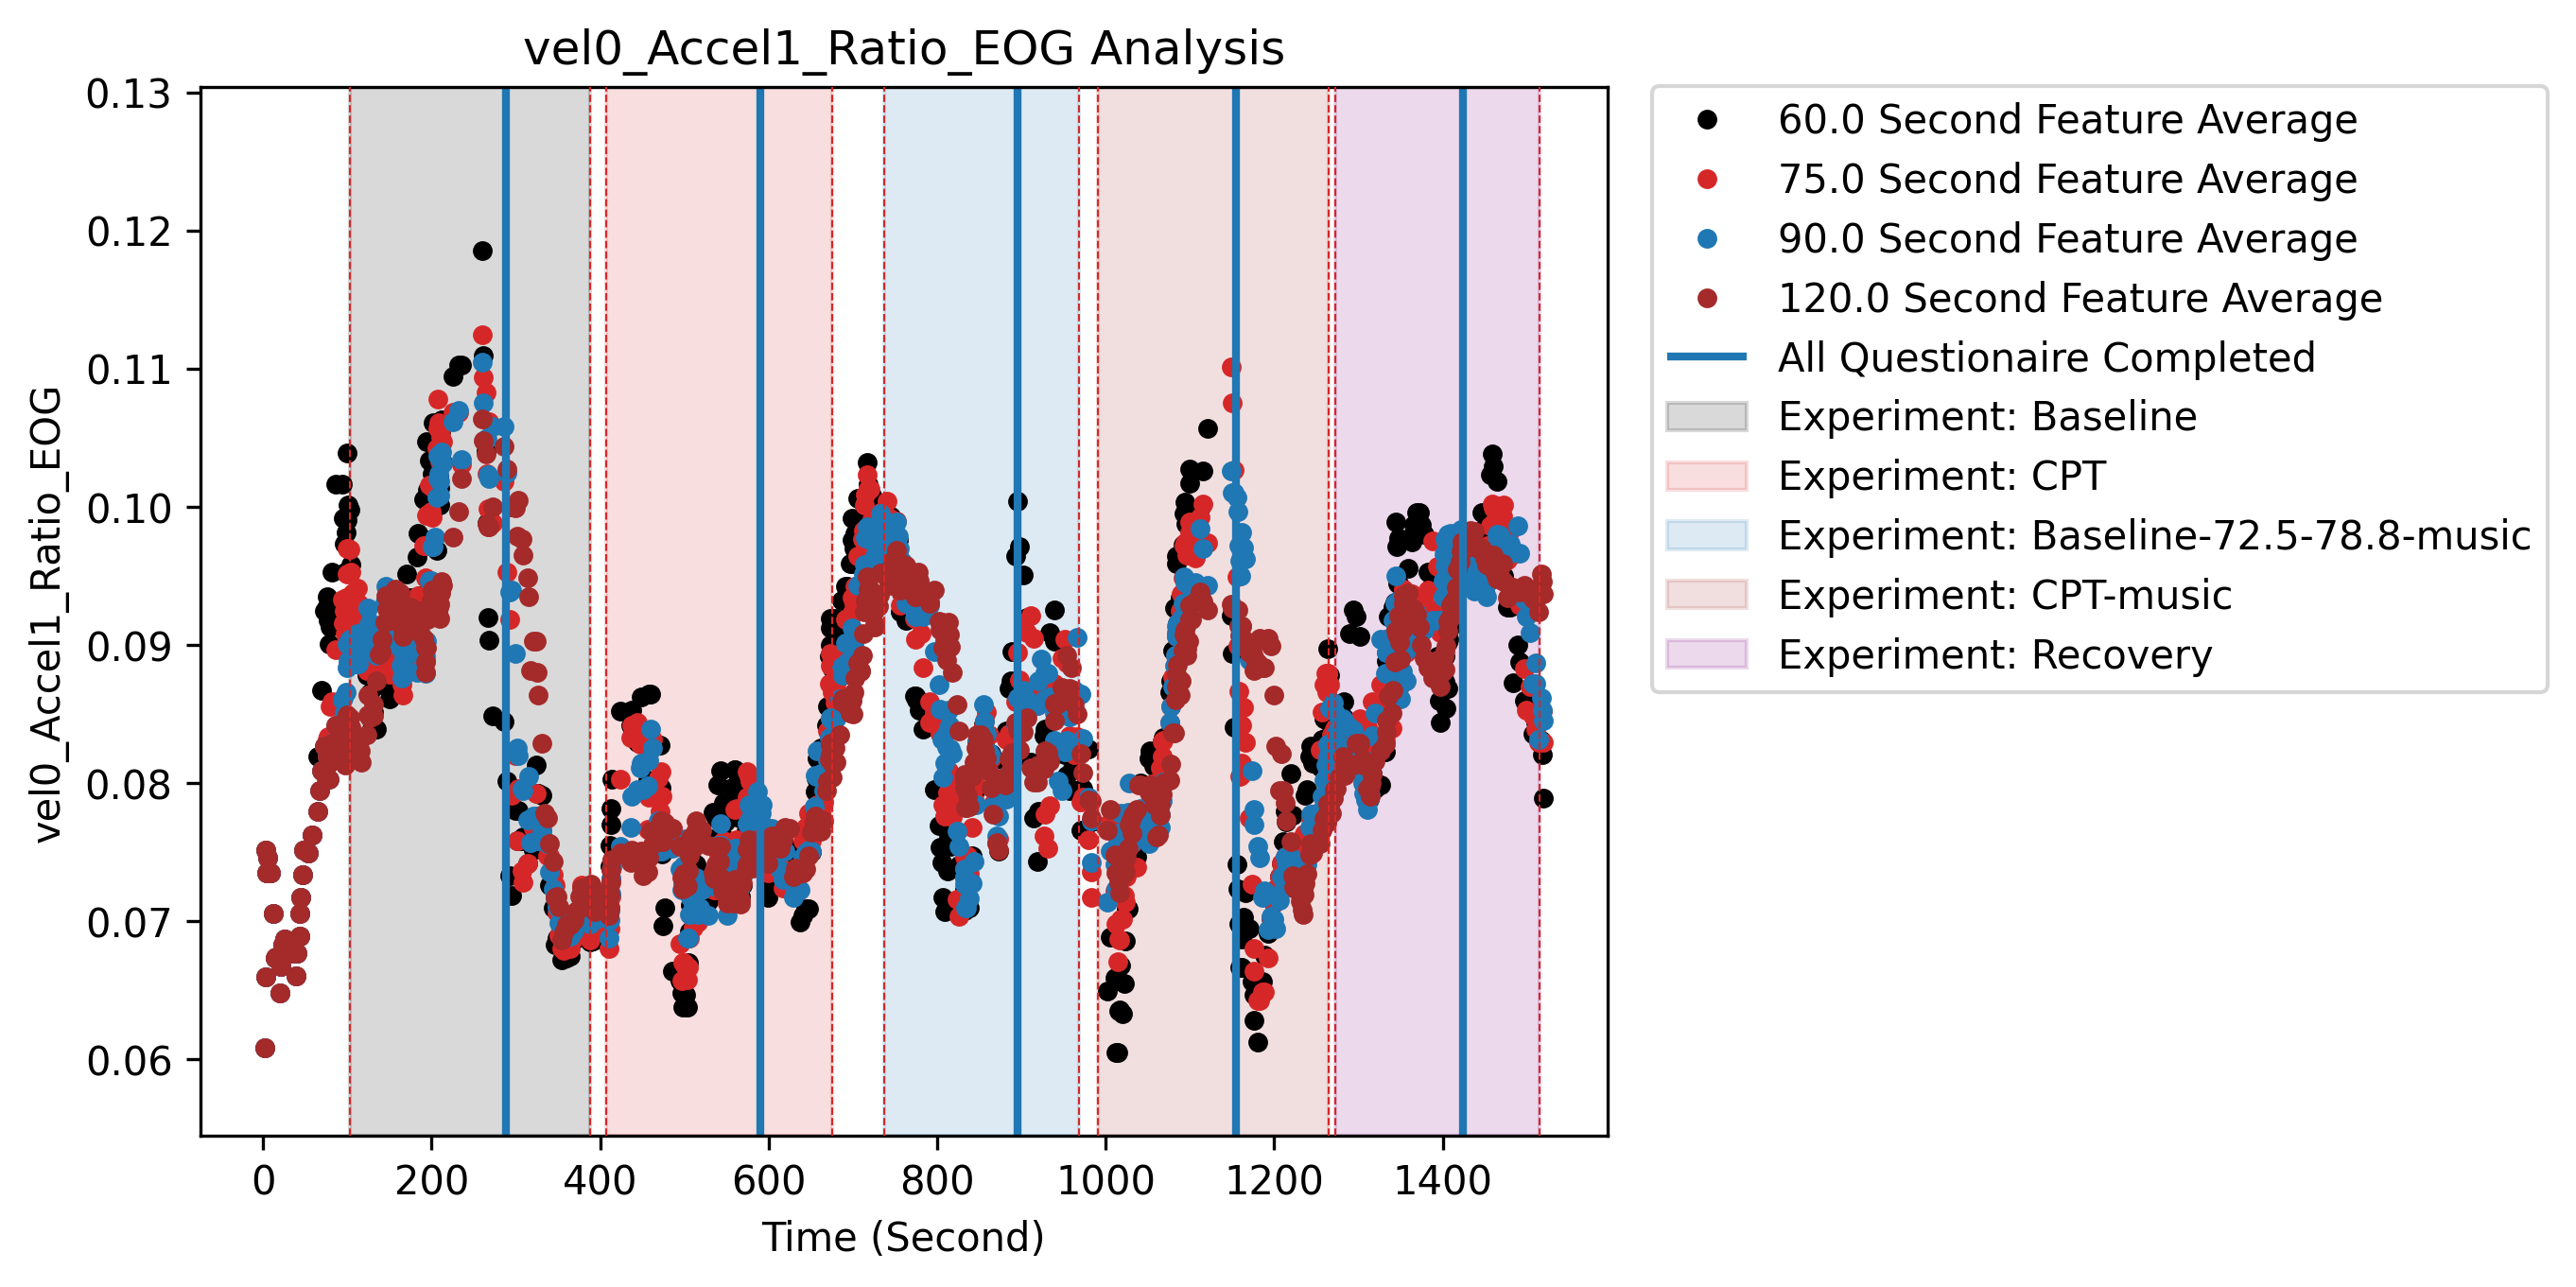 vel0_Accel1_Ratio_EOG Analysis
0.13
0.12
0.11
0.10
0.09
0.08
0.07
0.06
vel0_Accel1_Ratio_EOG
0 200 400 600 800 1000 1200 1400
Time (Second)
60.0 Second Feature Average
75.0 Second Feature Average
90.0 Second Feature Average
120.0 Second Feature Average
All Questionaire Completed
Experiment: Baseline
Experiment: CPT
Experiment: Baseline-72.5-78.8-music
Experiment: CPT-music
Experiment: Recovery